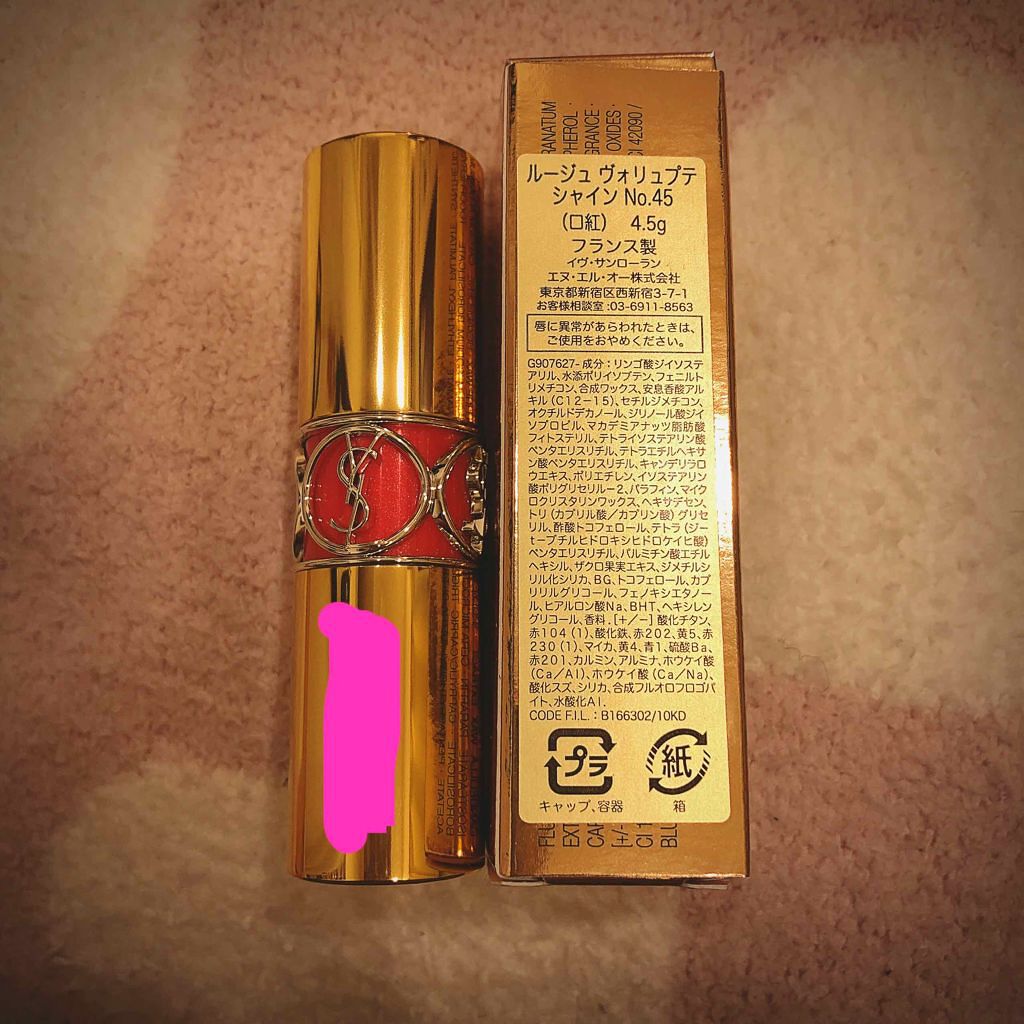 YSL
RANATUM
PHEROL ·
GRANCE ·
OXIDES ·
CI 42090 /
ルージュ ヴォリュプテ
シャイン No.45
(口紅) 4.5g
フランス製
イヴ・サンローラン
エヌ・エル・オー株式会社
東京都新宿区西新宿3-7-1
お客様相談室:03-6911-8563
唇に異常があらわれたときは、
ご使用をおやめください。
G907627- 成分:リンゴ酸ジイソステ
アリル、水添ポリイソブテン、フェニルト
リメチコン、合成ワックス、安息香酸アル
キル(C12-15)、セチルジメチコン、
オクチルドデカノール、ジリノール酸ジイ
ソプロピル、マカデミアナッツ脂肪酸
フィトステリル、テトライソステアリン酸
ペンタエリスリチル、テトラエチルヘキサ
ン酸ペンタエリスリチル、キャンデリラロ
ウエキス、ポリエチレン、イソステアリン
酸ポリグリセリル-2、パラフィン、マイク
ロクリスタリンワックス、ヘキサデセン、
トリ(カプリル酸/カプリン酸)グリセ
リル、酢酸トコフェロール、テトラ(ジ-
t-ブチルヒドロキシヒドロケイヒ酸)
ペンタエリスリチル、パルミチン酸エチル
ヘキシル、ザクロ果実エキス、ジメチルシ
リル化シリカ、BG、トコフェロール、カプ
リリルグリコール、フェノキシエタノー
ル、ヒアルロン酸Na、BHT、ヘキシレン
グリコール、香料.[+/-] 酸化チタン、
赤104(1)、酸化鉄、赤202、黄5、赤
230(1)、マイカ、黄4、青1、硫酸Ba、
赤201、カルミン、アルミナ、ホウケイ酸
(Ca/Al)、ホウケイ酸(Ca/Na)、
酸化スズ、シリカ、合成フルオロフロゴパ
イト、水酸化Al.
CODE F.I.L. : B166302/10KD
プラ
キャップ、容器
紙
箱
FLU
EXT
CAP
[+/-
CI 1
BLU